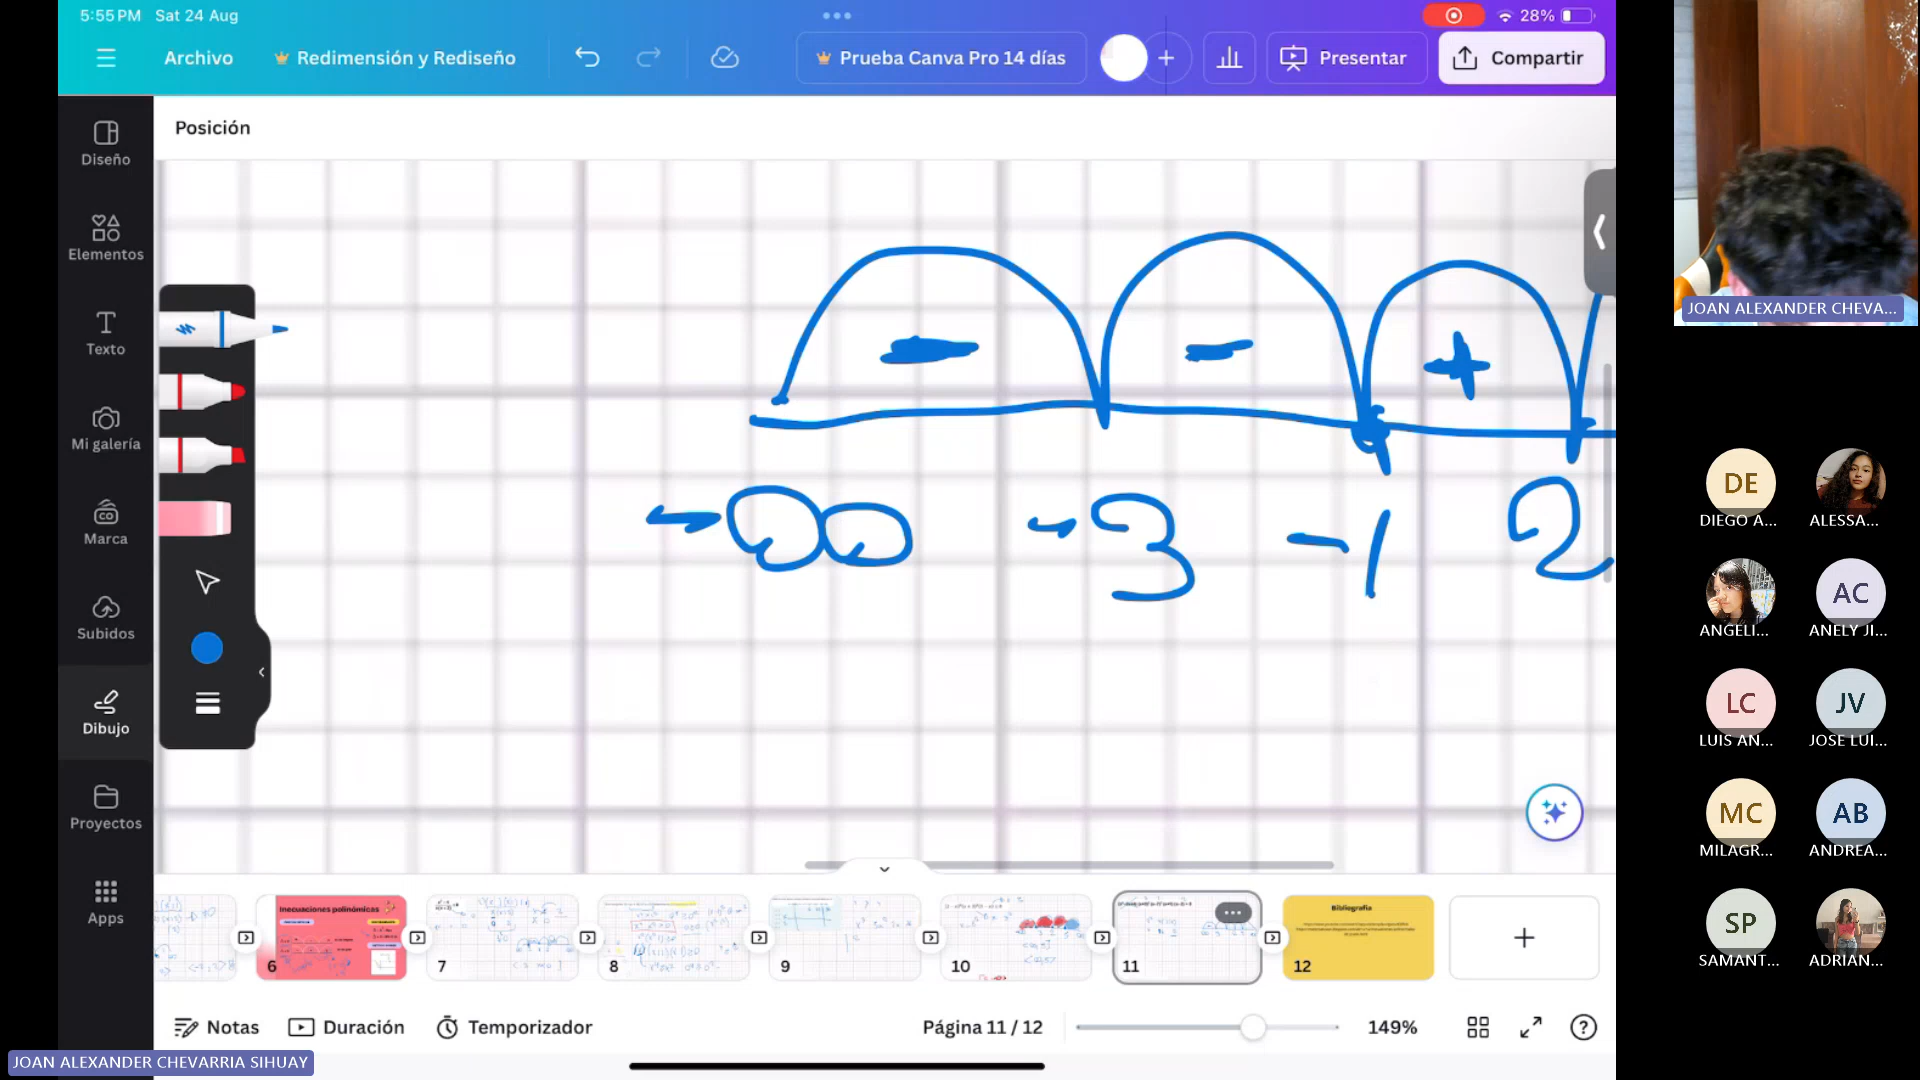 5:55 PM Sat 24 Aug
28%
Archivo
Redimensión y Rediseño
Prueba Canva Pro 14 días
Presentar
Compartir
Posición
Diseño
Elementos
Texto
Mi galería
Marca
Subidos
Dibujo
Proyectos
Apps
- - +
-∞ -3 -1 2
6 7 8 9 10 11 12
Inecuaciones polinómicas
Bibliografía
Notas
Duración
Temporizador
Página 11 / 12
149%
JOAN ALEXANDER CHEVARRIA SIHUAY
JOAN ALEXANDER CHEVA...
DE
DIEGO A...
ALESSA...
ANGELI...
AC
ANELY JI...
LC
LUIS AN...
JV
JOSE LUI...
MC
MILAGR...
AB
ANDREA...
SP
SAMANT...
ADRIAN...